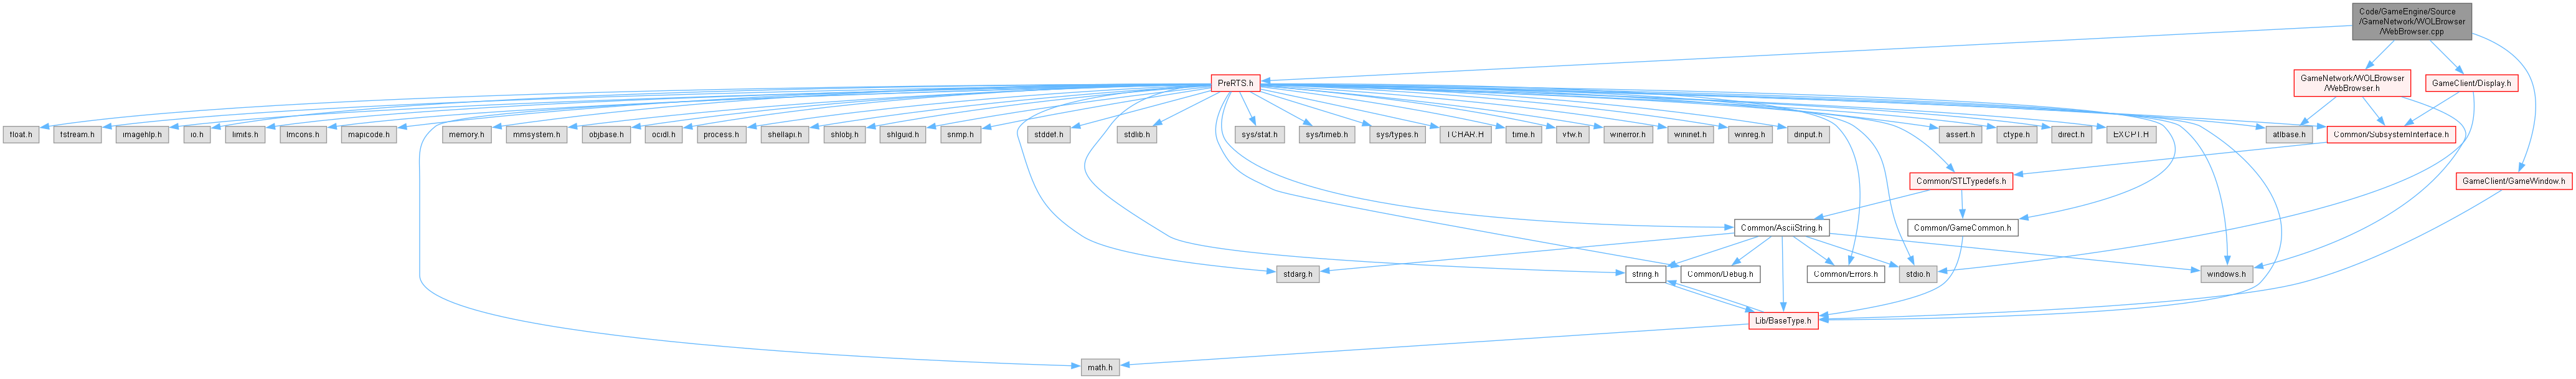 Code/GameEngine/Source
/GameNetwork/WOLBrowser
/WebBrowser.cpp
PreRTS.h
GameNetwork/WOLBrowser
/WebBrowser.h
GameClient/Display.h
float.h
fstream.h
imagehlp.h
io.h
limits.h
lmcons.h
mapicode.h
memory.h
mmsystem.h
objbase.h
ocidl.h
process.h
shellapi.h
shlobj.h
shlguid.h
snmp.h
stddef.h
stdlib.h
sys/stat.h
sys/timeb.h
sys/types.h
TCHAR.H
time.h
vfw.h
winerror.h
wininet.h
winreg.h
dinput.h
assert.h
ctype.h
direct.h
EXCPT.H
atlbase.h
Common/SubsystemInterface.h
Common/STLTypedefs.h
GameClient/GameWindow.h
Common/AsciiString.h
Common/GameCommon.h
stdarg.h
string.h
Common/Debug.h
Common/Errors.h
stdio.h
windows.h
Lib/BaseType.h
math.h